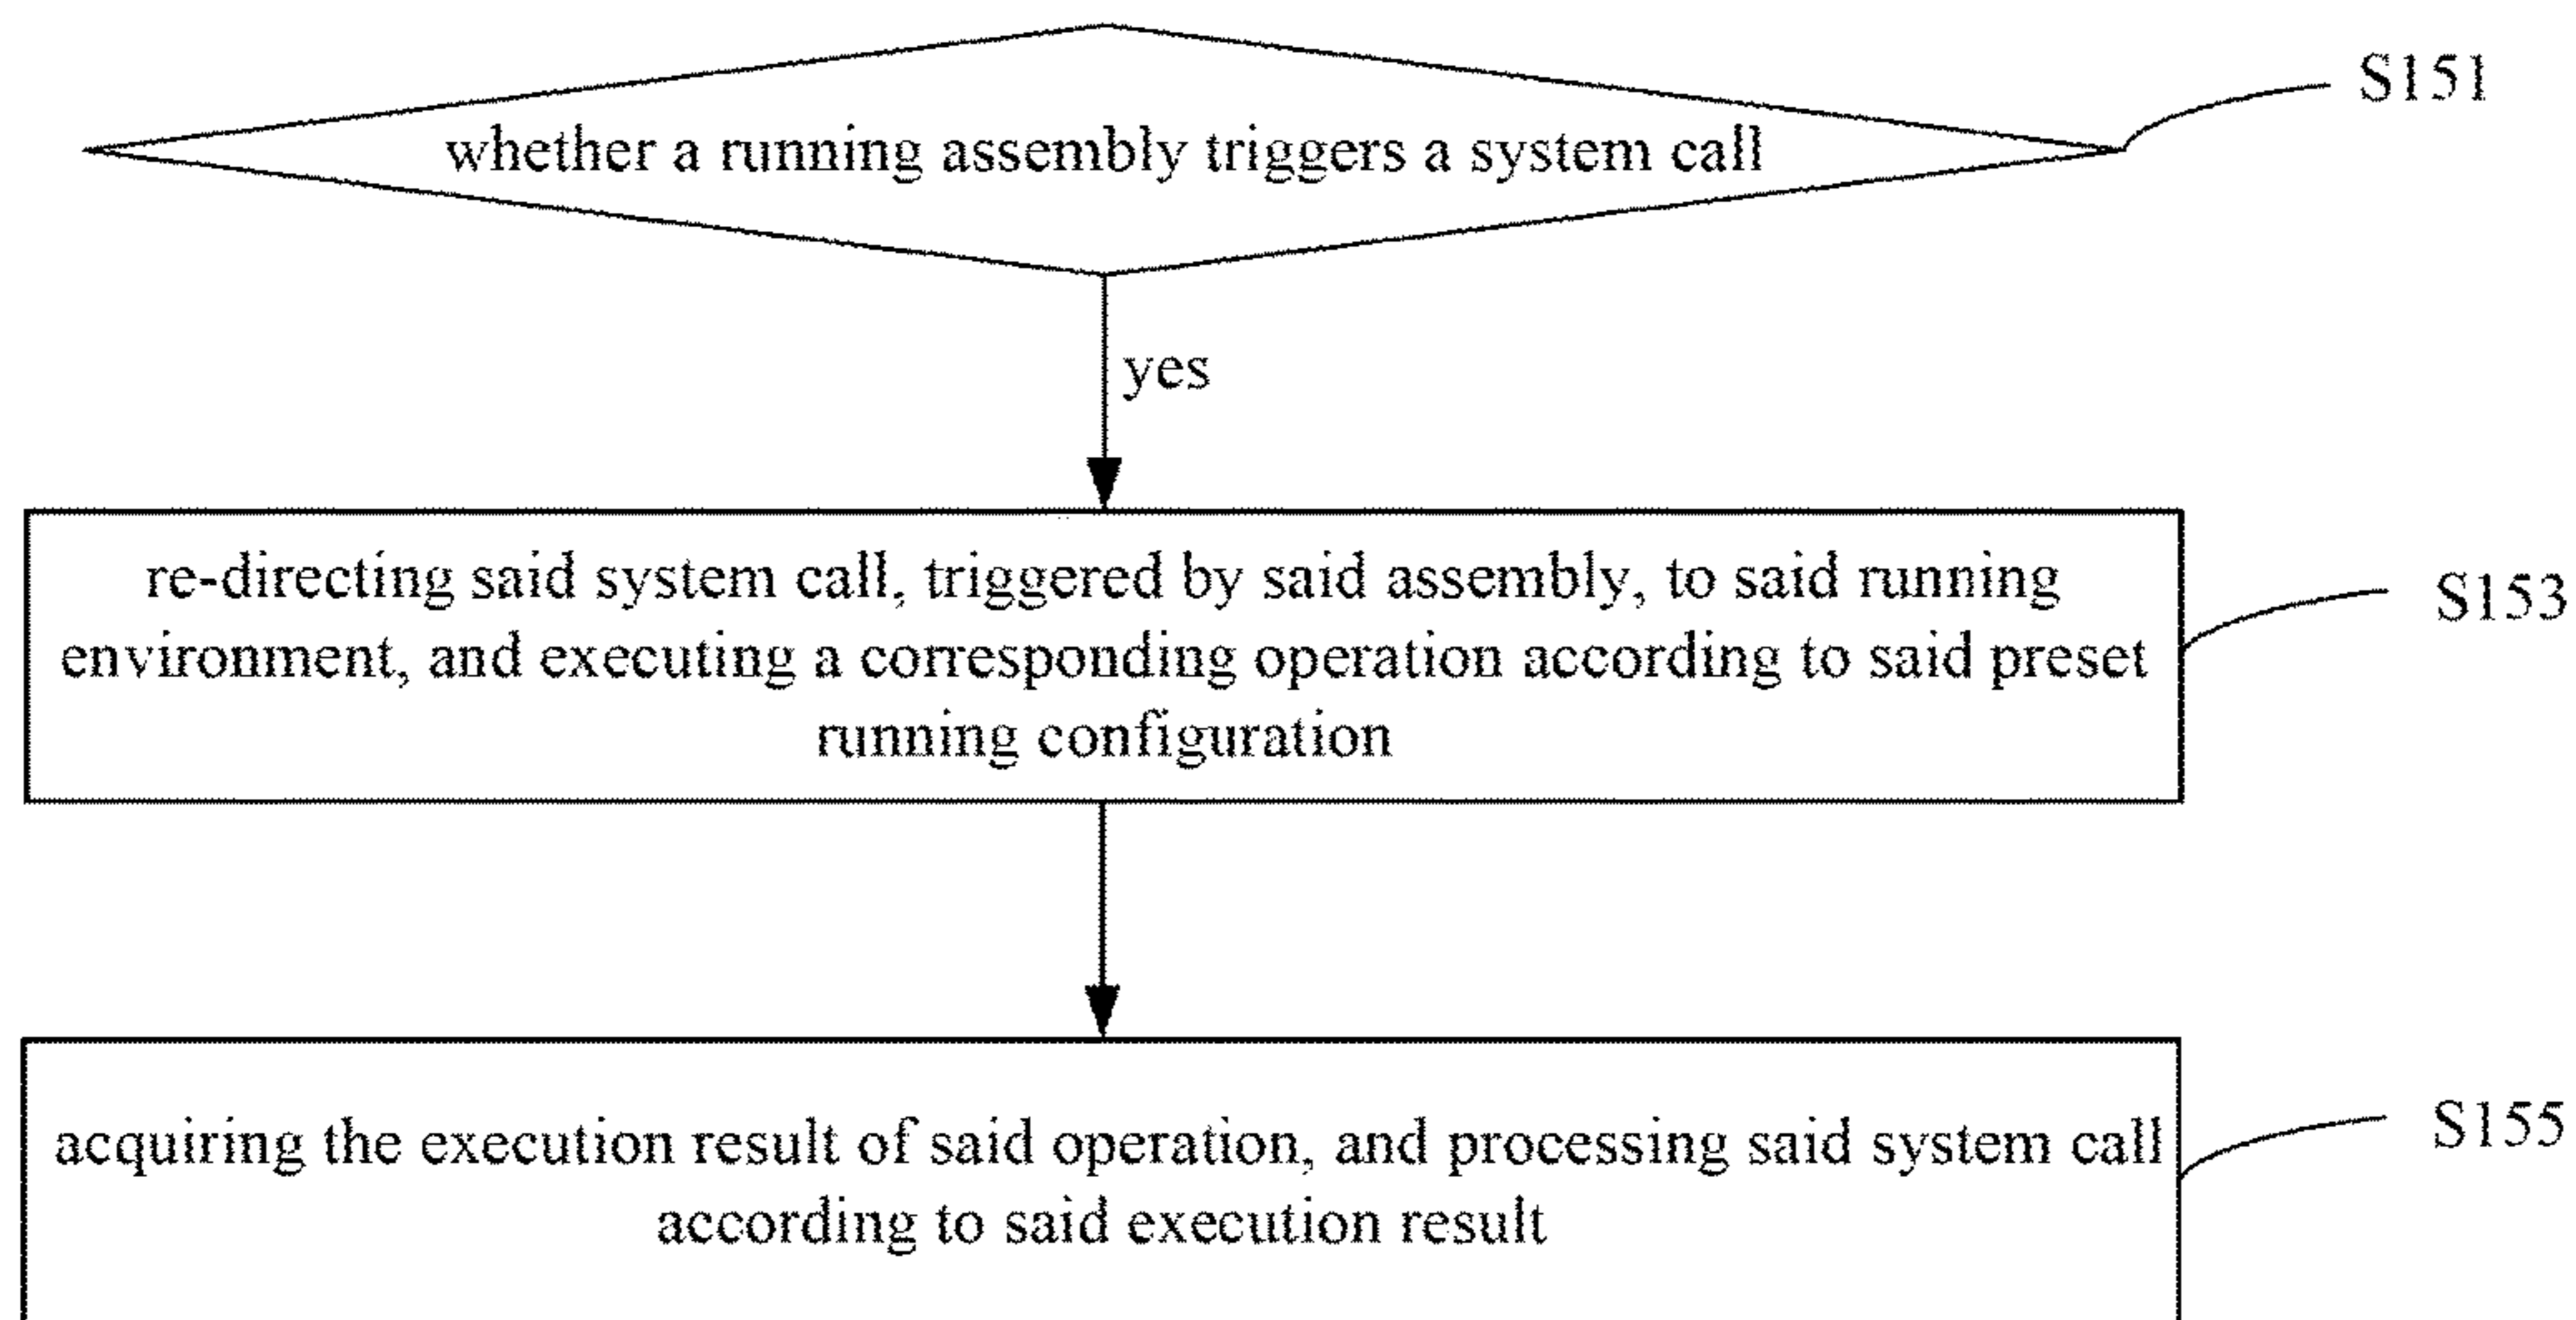 whether a running assembly triggers a system call
S151
yes
re-directing said system call, triggered by said assembly, to said running
environment, and executing a corresponding operation according to said preset
running configuration
S153
acquiring the execution result of said operation, and processing said system call
according to said execution result
S155